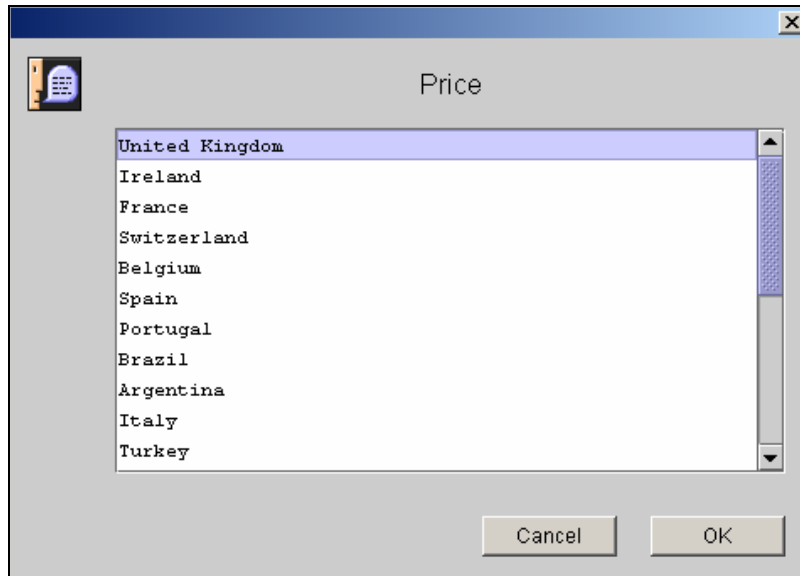 Price
United Kingdom
Ireland
France
Switzerland
Belgium
Spain
Portugal
Brazil
Argentina
Italy
Turkey
Cancel OK